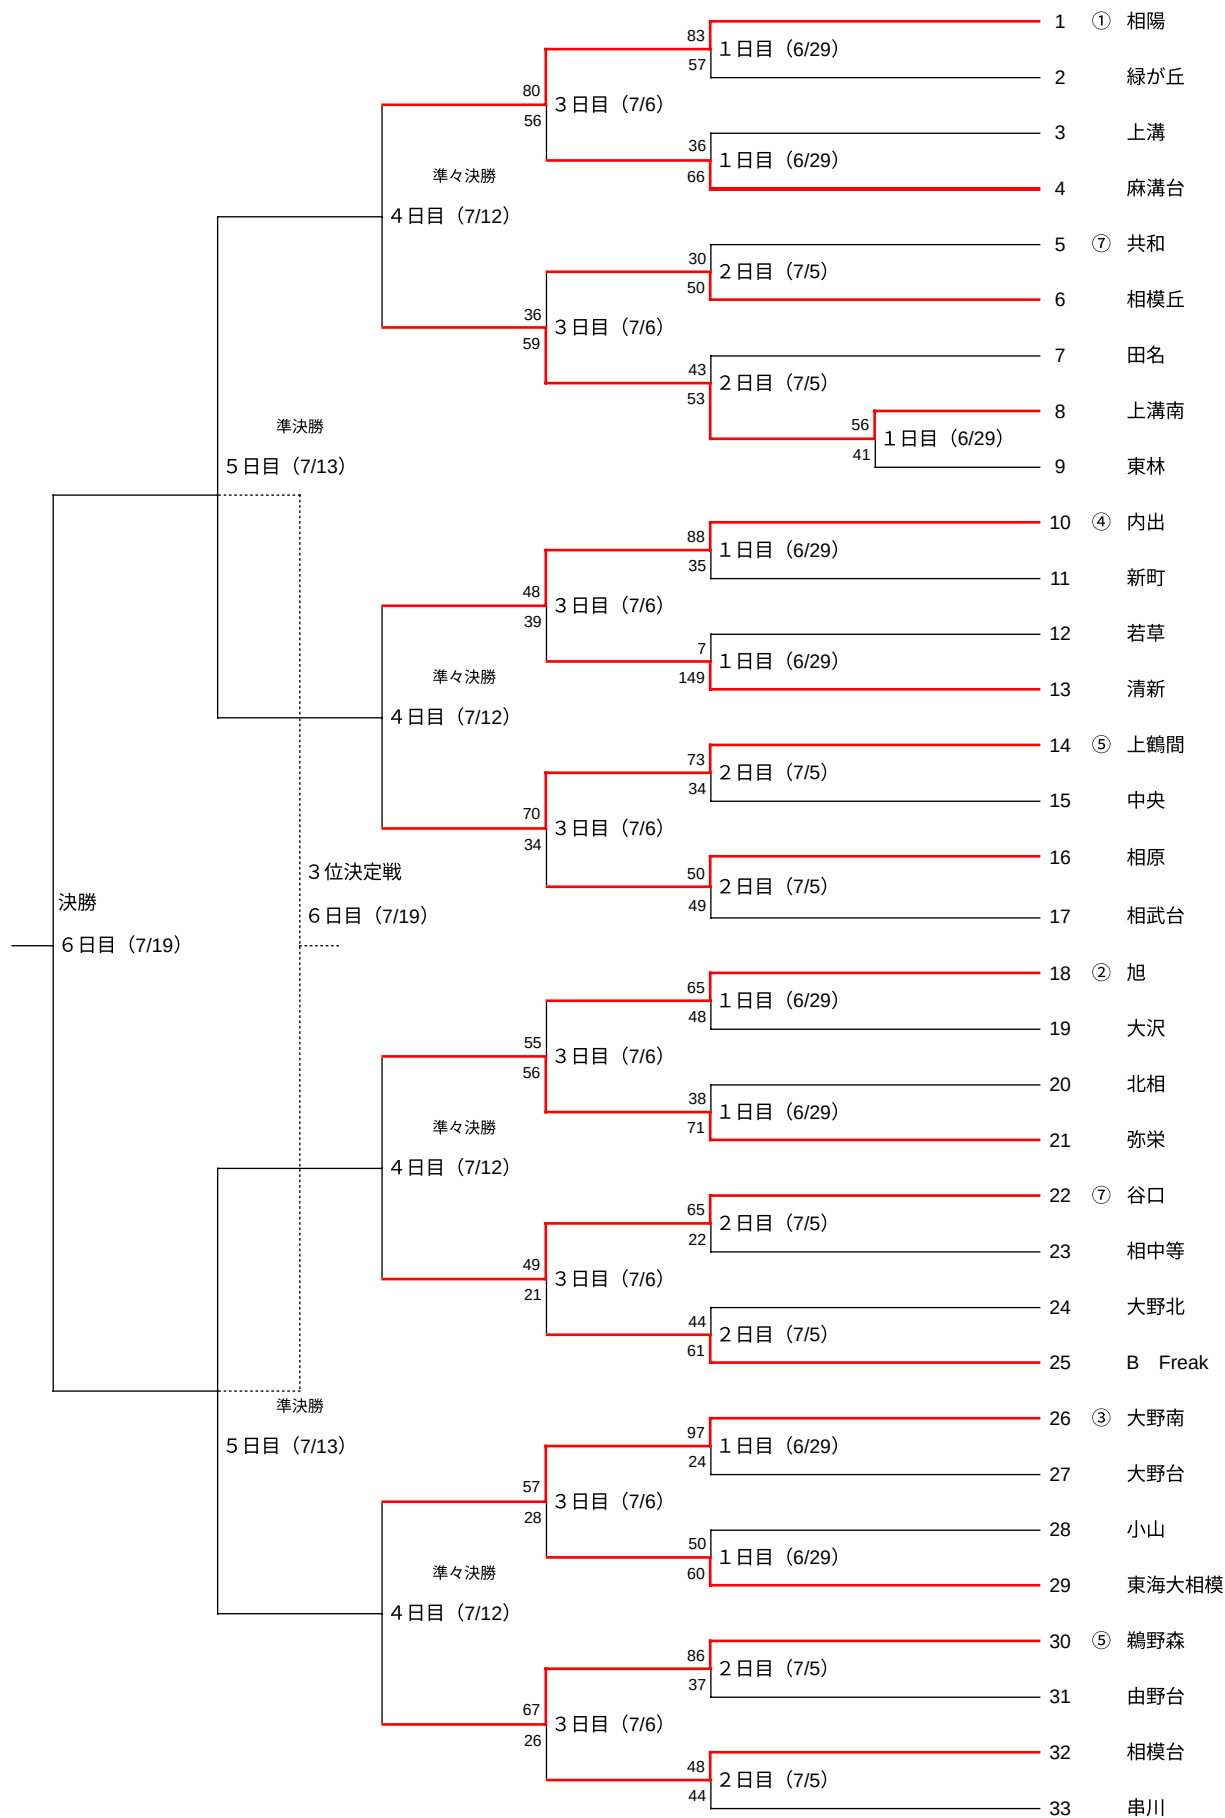 1 ① 相陽
83
１日目（6/29）
57
2 緑が丘
80
３日目（7/6）
56
3 上溝
36
１日目（6/29）
66
4 麻溝台
準々決勝
４日目（7/12）
5 ⑦ 共和
30
２日目（7/5）
50
6 相模丘
36
３日目（7/6）
59
7 田名
43
２日目（7/5）
53
8 上溝南
56
１日目（6/29）
41
9 東林
準決勝
５日目（7/13）
10 ④ 内出
88
１日目（6/29）
35
11 新町
48
３日目（7/6）
39
12 若草
7
１日目（6/29）
149
13 清新
準々決勝
４日目（7/12）
14 ⑤ 上鶴間
73
２日目（7/5）
34
15 中央
70
３日目（7/6）
34
16 相原
50
２日目（7/5）
49
17 相武台
３位決定戦
６日目（7/19）
決勝
６日目（7/19）
18 ② 旭
65
１日目（6/29）
48
19 大沢
55
３日目（7/6）
56
20 北相
38
１日目（6/29）
71
21 弥栄
準々決勝
４日目（7/12）
22 ⑦ 谷口
65
２日目（7/5）
22
23 相中等
49
３日目（7/6）
21
24 大野北
44
２日目（7/5）
61
25 B　Freak
準決勝
５日目（7/13）
26 ③ 大野南
97
１日目（6/29）
24
27 大野台
57
３日目（7/6）
28
28 小山
50
１日目（6/29）
60
29 東海大相模
準々決勝
４日目（7/12）
30 ⑤ 鵜野森
86
２日目（7/5）
37
31 由野台
67
３日目（7/6）
26
32 相模台
48
２日目（7/5）
44
33 串川